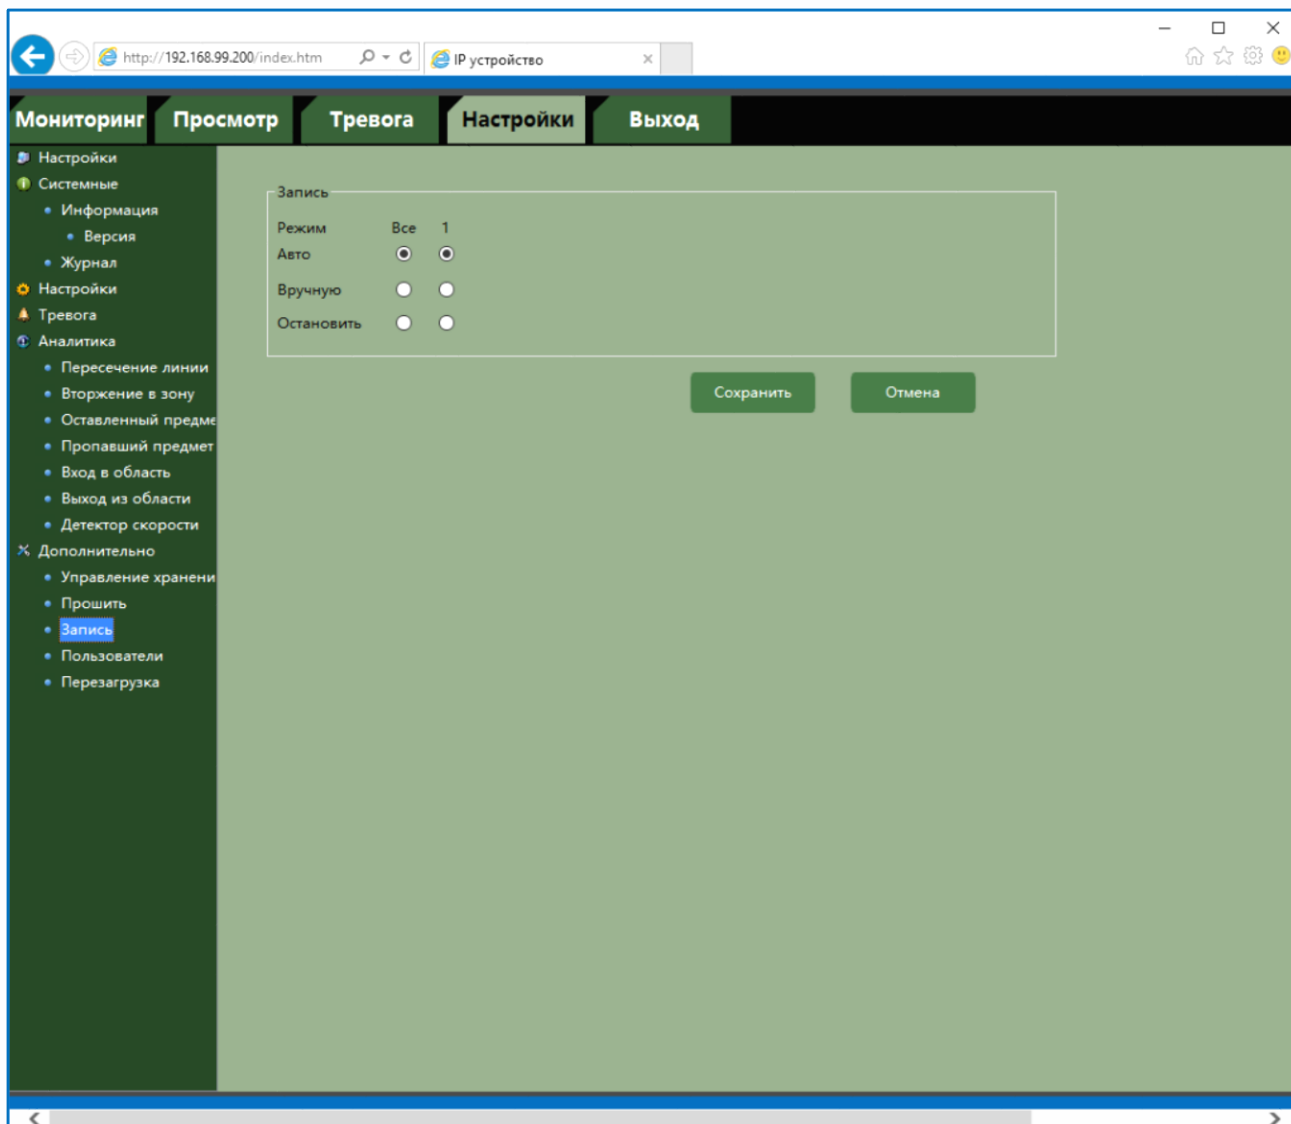 http://192.168.99.200/index.htm
IP устройство
Мониторинг Просмотр Тревога Настройки Выход
Настройки
Системные
Информация
Версия
Журнал
Настройки
Тревога
Аналитика
Пересечение линии
Вторжение в зону
Оставленный предме
Пропавший предмет
Вход в область
Выход из области
Детектор скорости
Дополнительно
Управление хранени
Прошить
Запись
Пользователи
Перезагрузка
Запись
Режим Все 1
Авто
Вручную
Остановить
Сохранить Отмена